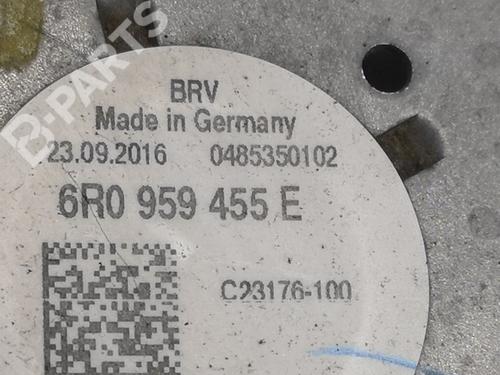 B-PARTS
BRV
Made in Germany
23.09.2016 0485350102
6R0 959 455 E
C23176-100